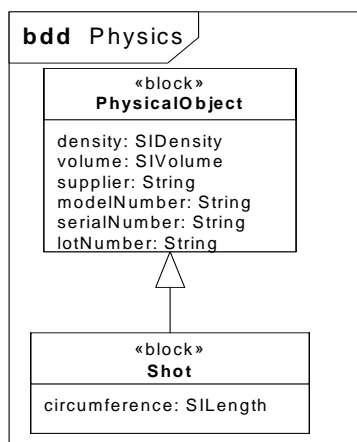 bdd Physics
«block»
PhysicalObject
density: SIDensity
volume: SIVolume
supplier: String
modelNumber: String
serialNumber: String
lotNumber: String
«block»
Shot
circumference: SILength